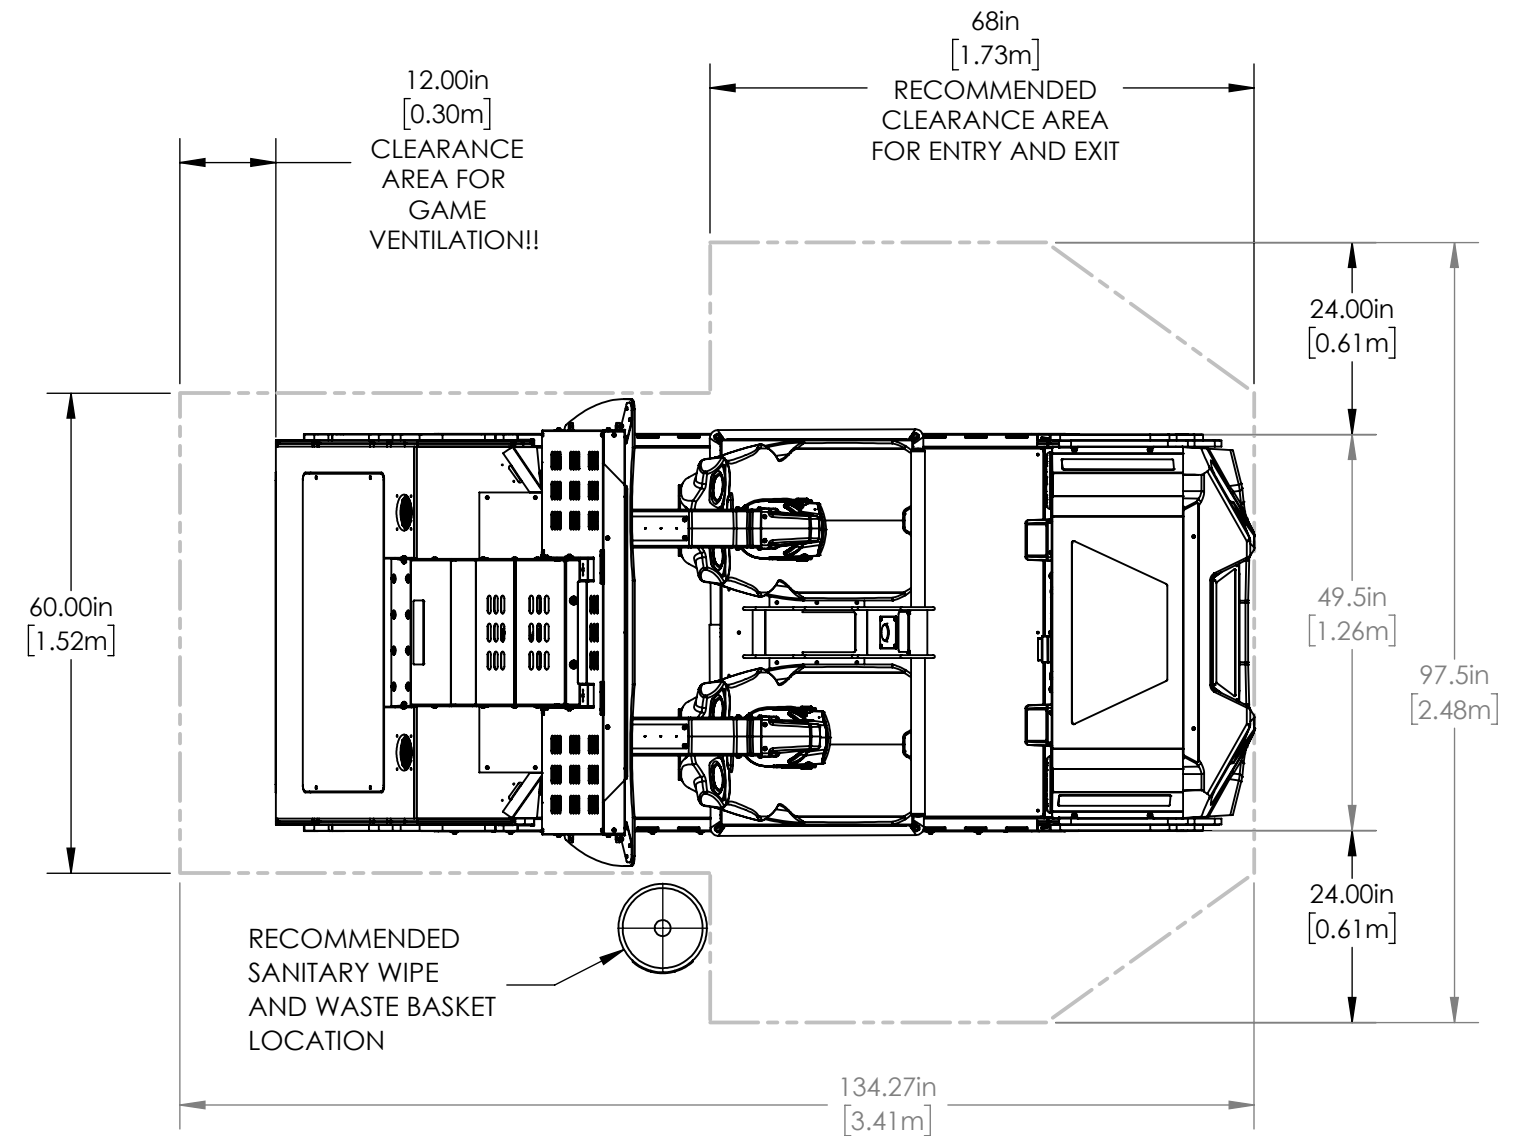 68in
[1.73m]
RECOMMENDED
CLEARANCE AREA
FOR ENTRY AND EXIT
12.00in
[0.30m]
CLEARANCE
AREA FOR
GAME
VENTILATION!!
24.00in
[0.61m]
60.00in
[1.52m]
49.5in
[1.26m]
97.5in
[2.48m]
24.00in
[0.61m]
RECOMMENDED
SANITARY WIPE
AND WASTE BASKET
LOCATION
134.27in
[3.41m]